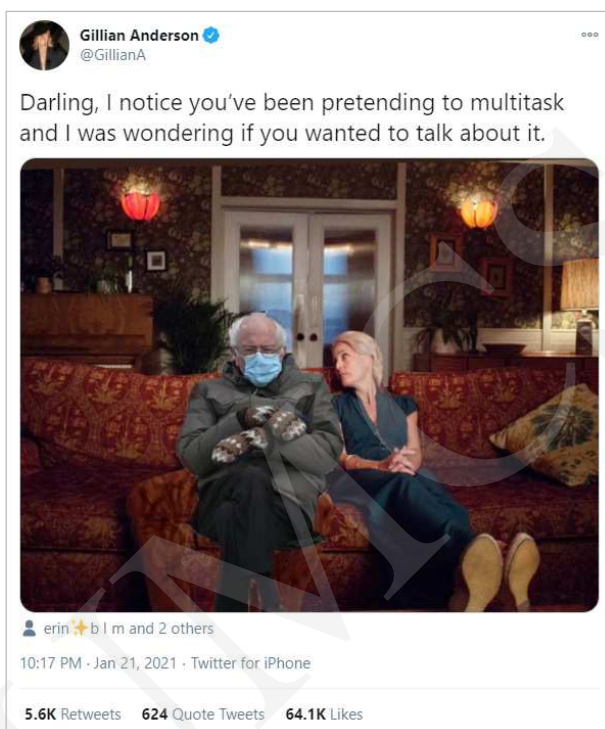 Gillian Anderson
@GillianA
Darling, I notice you've been pretending to multitask
and I was wondering if you wanted to talk about it.
erin✨b l m and 2 others
10:17 PM · Jan 21, 2021 · Twitter for iPhone
5.6K Retweets 624 Quote Tweets 64.1K Likes